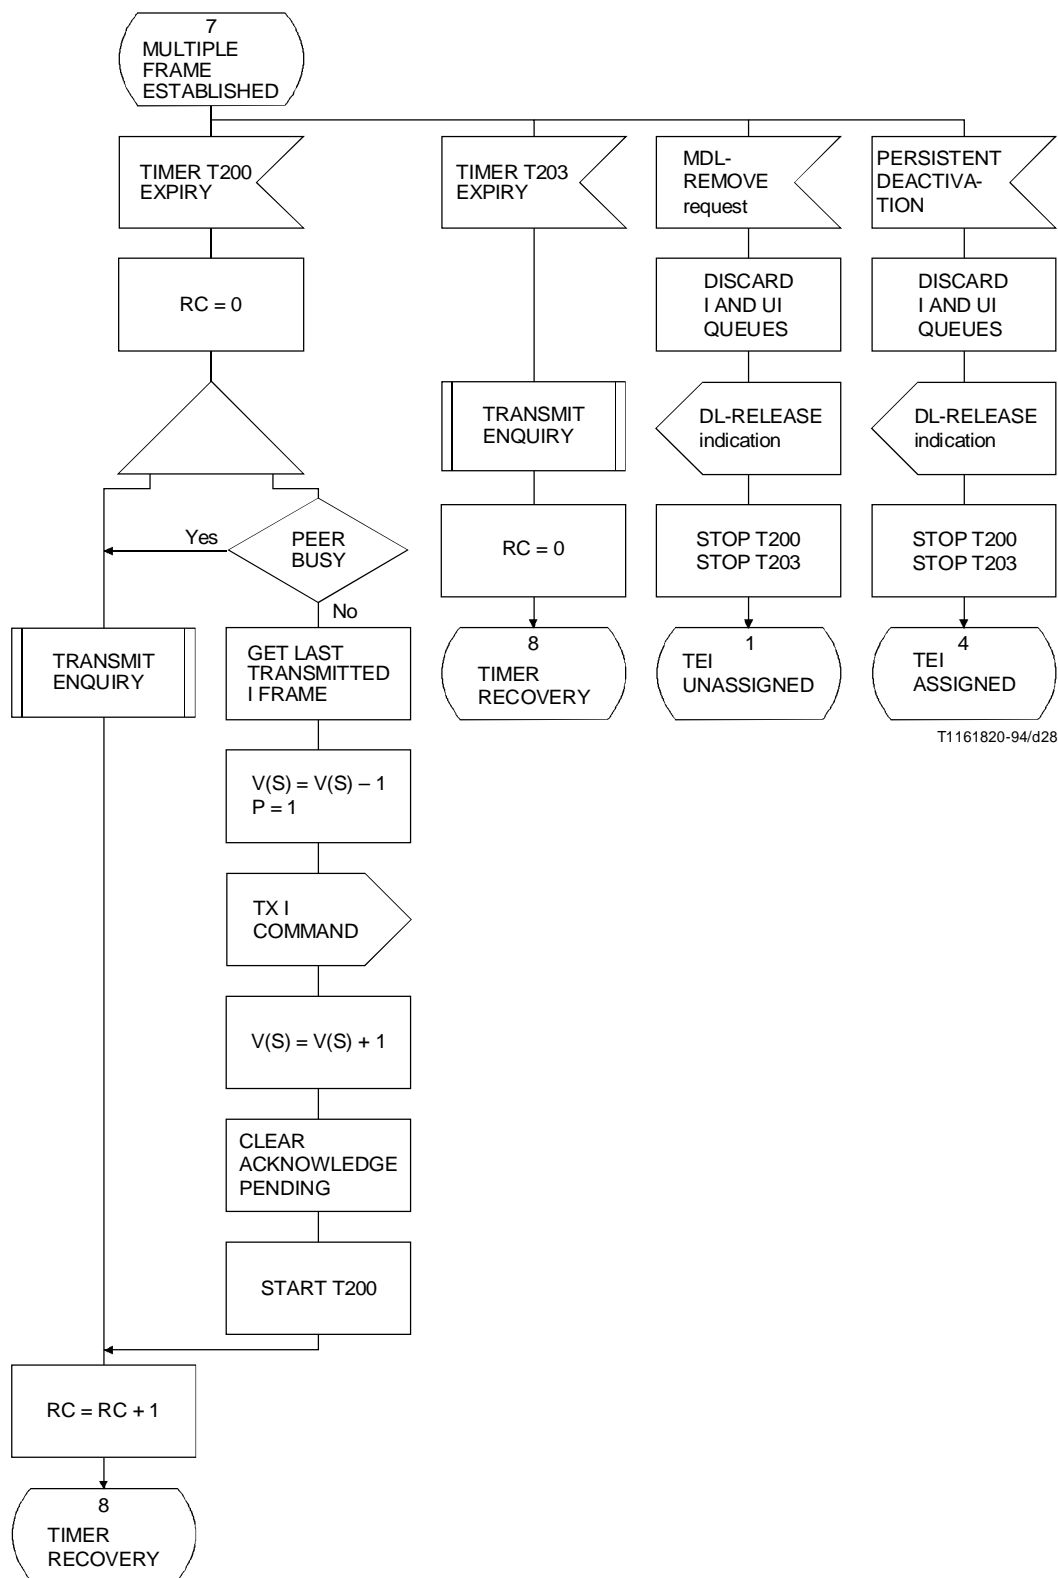 7
MULTIPLE
FRAME
ESTABLISHED
TIMER T200
EXPIRY
RC = 0
Yes
PEER
BUSY
No
TRANSMIT
ENQUIRY
GET LAST
TRANSMITTED
I FRAME
V(S) = V(S) – 1
P = 1
TX I
COMMAND
V(S) = V(S) + 1
CLEAR
ACKNOWLEDGE
PENDING
START T200
RC = RC + 1
8
TIMER
RECOVERY
TIMER T203
EXPIRY
TRANSMIT
ENQUIRY
RC = 0
8
TIMER
RECOVERY
MDL-
REMOVE
request
DISCARD
I AND UI
QUEUES
DL-RELEASE
indication
STOP T200
STOP T203
1
TEI
UNASSIGNED
PERSISTENT
DEACTIVA-
TION
DISCARD
I AND UI
QUEUES
DL-RELEASE
indication
STOP T200
STOP T203
4
TEI
ASSIGNED
T1161820-94/d28